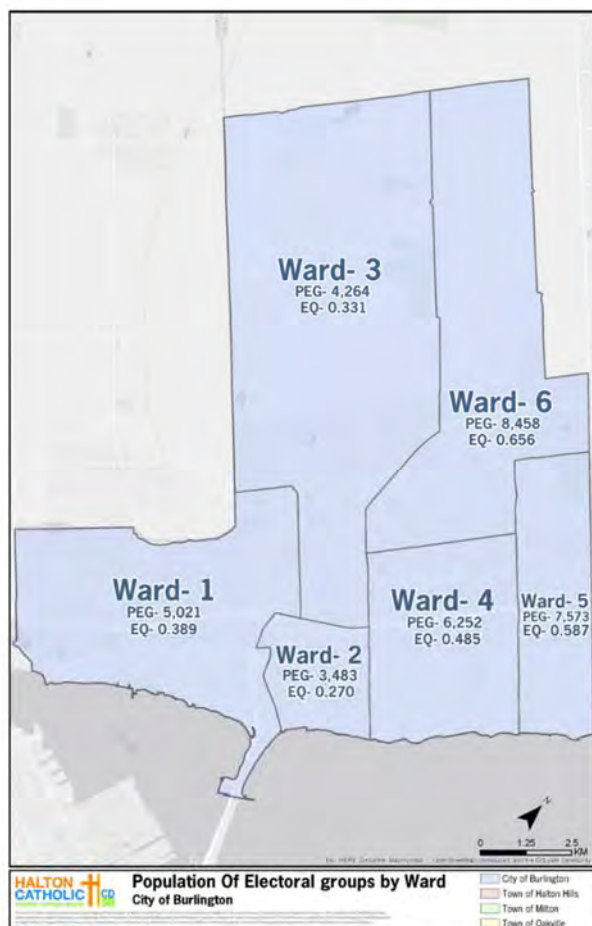 Ward- 3
PEG- 4,264
EQ- 0.331
Ward- 6
PEG- 8,458
EQ- 0.656
Ward- 1
PEG- 5,021
EQ- 0.389
Ward- 4
PEG- 6,252
EQ- 0.485
Ward- 5
PEG- 7,573
EQ- 0.587
Ward- 2
PEG- 3,483
EQ- 0.270
N
0 1.25 2.5
KM
HALTON
CATHOLIC CD
Population Of Electoral groups by Ward
City of Burlington
City of Burlington
Town of Halton Hills
Town of Milton
Town of Oakville